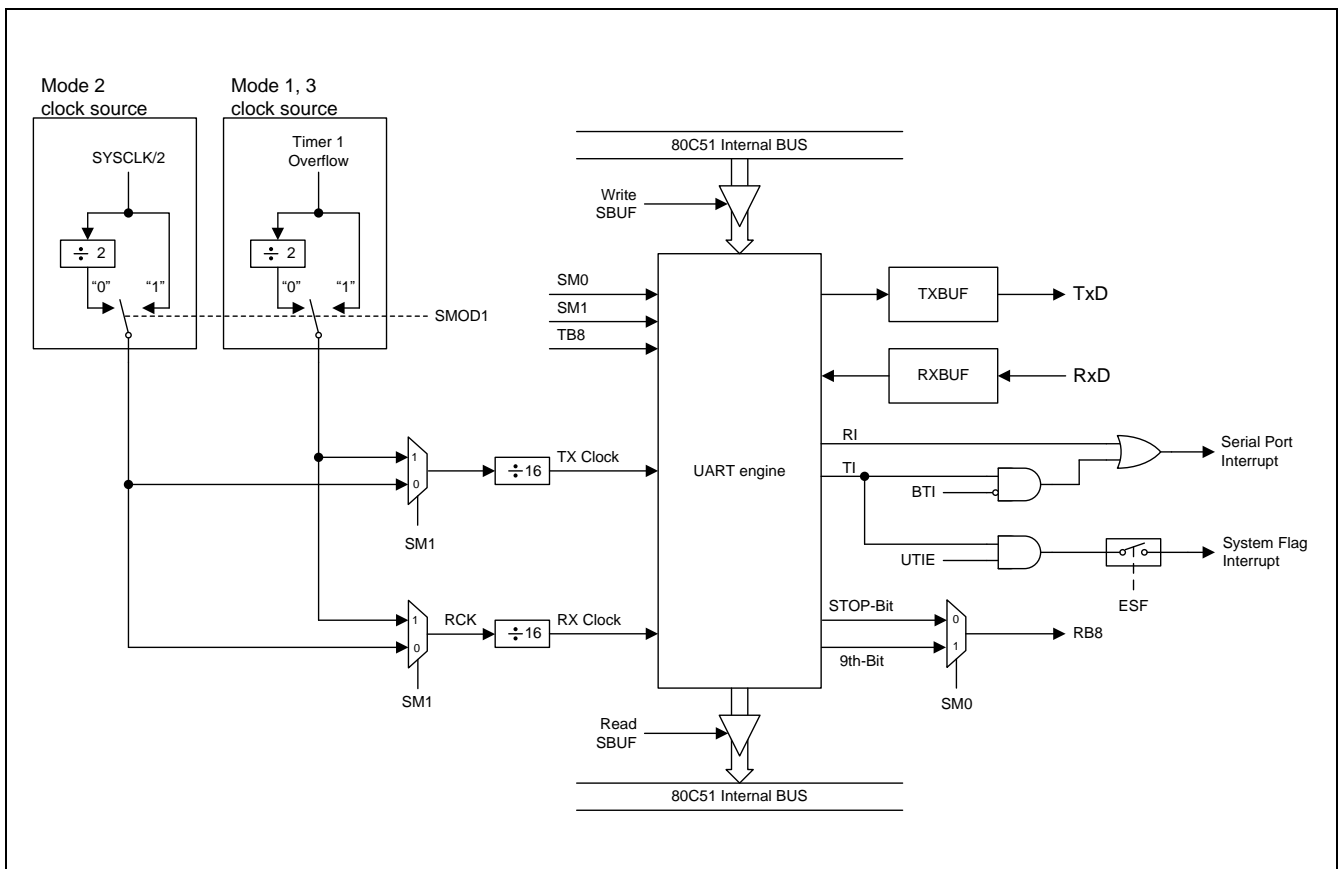 Mode 2
clock source
Mode 1, 3
clock source
SYSCLK/2
Timer 1
Overflow
÷ 2
÷ 2
“0”
“1”
“0”
“1”
SMOD1
80C51 Internal BUS
Write
SBUF
SM0
SM1
TB8
TXBUF
TxD
RXBUF
RxD
UART engine
1
0
SM1
÷16
TX Clock
1
0
SM1
RCK
÷16
RX Clock
RI
TI
BTI
Serial Port
Interrupt
UTIE
ESF
System Flag
Interrupt
STOP-Bit
9th-Bit
0
1
SM0
RB8
Read
SBUF
80C51 Internal BUS